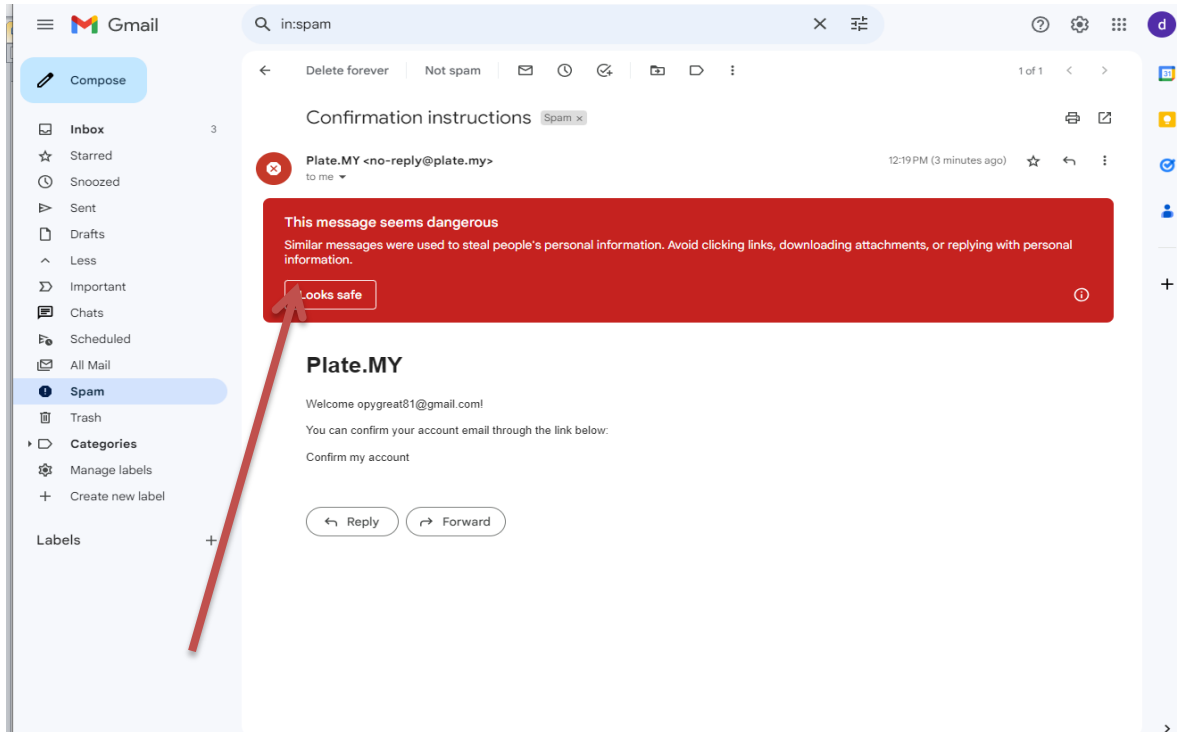 Gmail
in:spam
d
Compose
Delete forever
Not spam
1 of 1
31
Confirmation instructions
Spam ×
Inbox 3
Starred
Snoozed
Sent
Drafts
Less
Important
Chats
Scheduled
All Mail
Spam
Trash
Categories
Manage labels
Create new label
Labels
Plate.MY <no-reply@plate.my>
12:19 PM (3 minutes ago)
to me
This message seems dangerous
Similar messages were used to steal people's personal information. Avoid clicking links, downloading attachments, or replying with personal
information.
Looks safe
Plate.MY
Welcome opygreat81@gmail.com!
You can confirm your account email through the link below:
Confirm my account
Reply
Forward